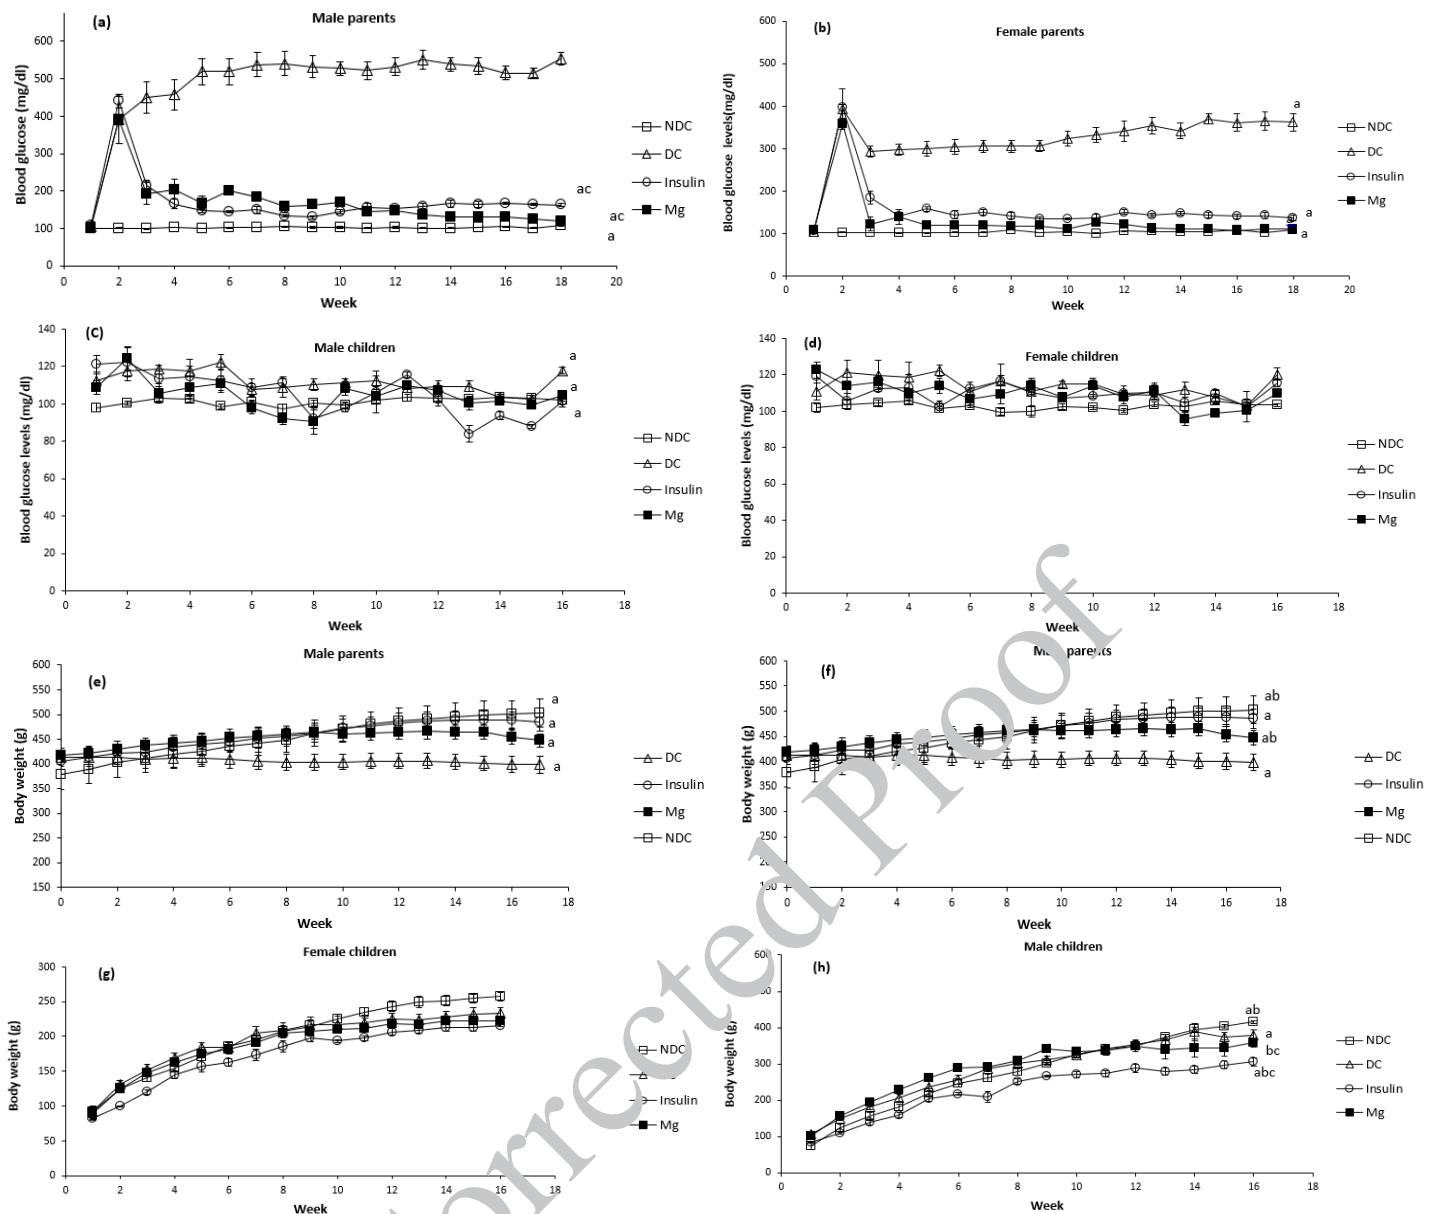 (a)
Male parents
Blood glucose (mg/dl)
600
500
400
300
200
100
0
0 2 4 6 8 10 12 14 16 18 20
Week
NDC
DC
Insulin
Mg
ac
ac
a
(b)
Female parents
Blood glucose levels(mg/dl)
600
500
400
300
200
100
0
0 2 4 6 8 10 12 14 16 18 20
Week
NDC
DC
Insulin
Mg
a
a
a
(C)
Male children
Blood glucose levels (mg/dl)
140
120
100
80
60
40
20
0
0 2 4 6 8 10 12 14 16 18
Week
NDC
DC
Insulin
Mg
a
a
a
(d)
Female children
Blood glucose levels (mg/dl)
140
120
100
80
60
40
20
0
0 2 4 6 8 10 12 14 16 18
Week
NDC
DC
Insulin
Mg
Male parents
(e)
Body weight (g)
600
550
500
450
400
350
300
250
200
150
0 2 4 6 8 10 12 14 16 18
Week
DC
Insulin
Mg
NDC
a
a
a
a
parents
(f)
Body weight (g)
600
550
500
450
400
350
300
250
200
150
0 2 4 6 8 10 12 14 16 18
Week
DC
Insulin
Mg
NDC
ab
a
ab
a
Female children
(g)
Body weight (g)
300
250
200
150
100
50
0
0 2 4 6 8 10 12 14 16 18
Week
NDC
Insulin
Mg
Male children
(h)
Body weight (g)
600
500
400
300
200
100
0
0 2 4 6 8 10 12 14 16 18
Week
NDC
DC
Insulin
Mg
ab
a
bc
abc
orrected Proof